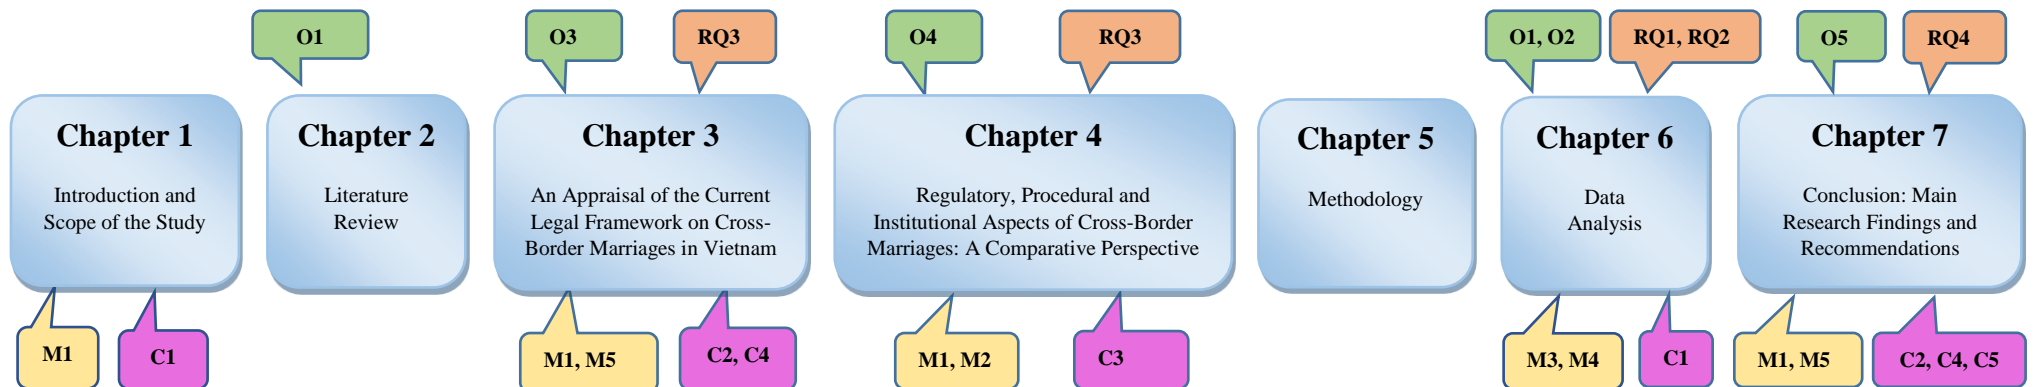 O1
O3
RQ3
O4
RQ3
O1, O2
RQ1, RQ2
O5
RQ4
Chapter 1
Introduction and
Scope of the Study
Chapter 2
Literature
Review
Chapter 3
An Appraisal of the Current
Legal Framework on Cross-
Border Marriages in Vietnam
Chapter 4
Regulatory, Procedural and
Institutional Aspects of Cross-Border
Marriages: A Comparative Perspective
Chapter 5
Methodology
Chapter 6
Data
Analysis
Chapter 7
Conclusion: Main
Research Findings and
Recommendations
M1
C1
M1, M5
C2, C4
M1, M2
C3
M3, M4
C1
M1, M5
C2, C4, C5